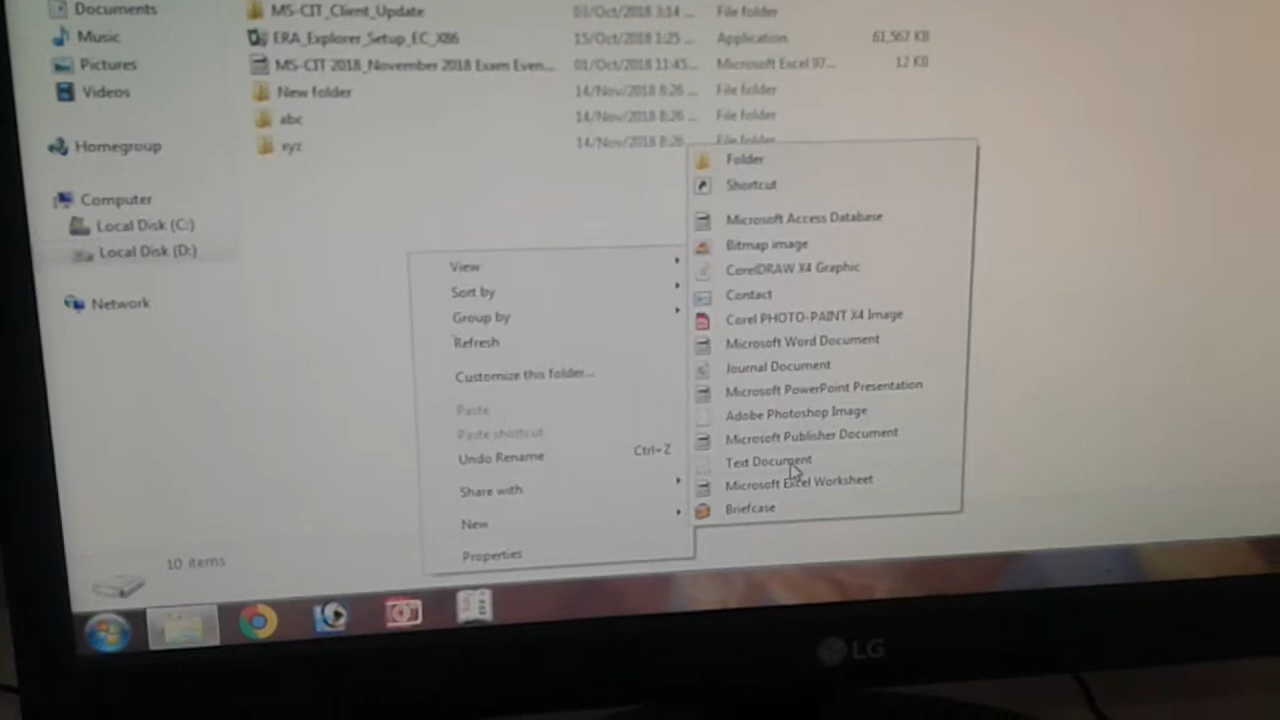 Documents
Music
Pictures
Videos
Homegroup
Computer
Local Disk (C:)
Local Disk (D:)
Network
MS-CIT_Client_Update 03/Oct/2018 3:14 ... File folder
ERA_Explorer_Setup_EC_X86 15/Oct/2018 1:25 ... Application 61,567 KB
MS-CIT 2018_November 2018 Exam Even... 01/Oct/2018 11:45... Microsoft Excel 97... 12 KB
New folder 14/Nov/2018 8:26 ... File folder
abc 14/Nov/2018 8:26 ... File folder
xyz 14/Nov/2018 8:26 ... File folder
View
Sort by
Group by
Refresh
Customize this folder...
Paste
Paste shortcut
Undo Rename Ctrl+Z
Share with
New
Properties
Folder
Shortcut
Microsoft Access Database
Bitmap image
CorelDRAW X4 Graphic
Contact
Corel PHOTO-PAINT X4 Image
Microsoft Word Document
Journal Document
Microsoft PowerPoint Presentation
Adobe Photoshop Image
Microsoft Publisher Document
Text Document
Microsoft Excel Worksheet
Briefcase
10 items
LG